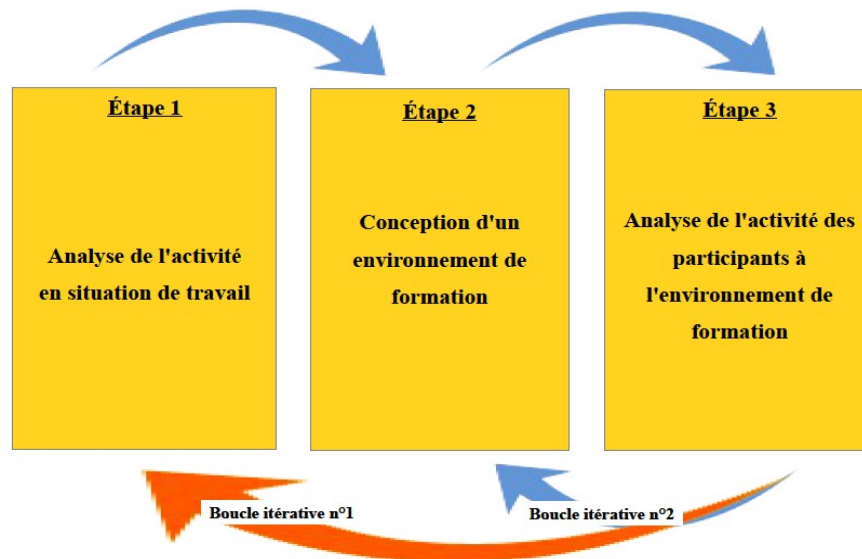 Étape 1
Analyse de l'activité
en situation de travail
Étape 2
Conception d'un
environnement de
formation
Étape 3
Analyse de l'activité des
participants à
l'environnement de
formation
Boucle itérative n°1
Boucle itérative n°2